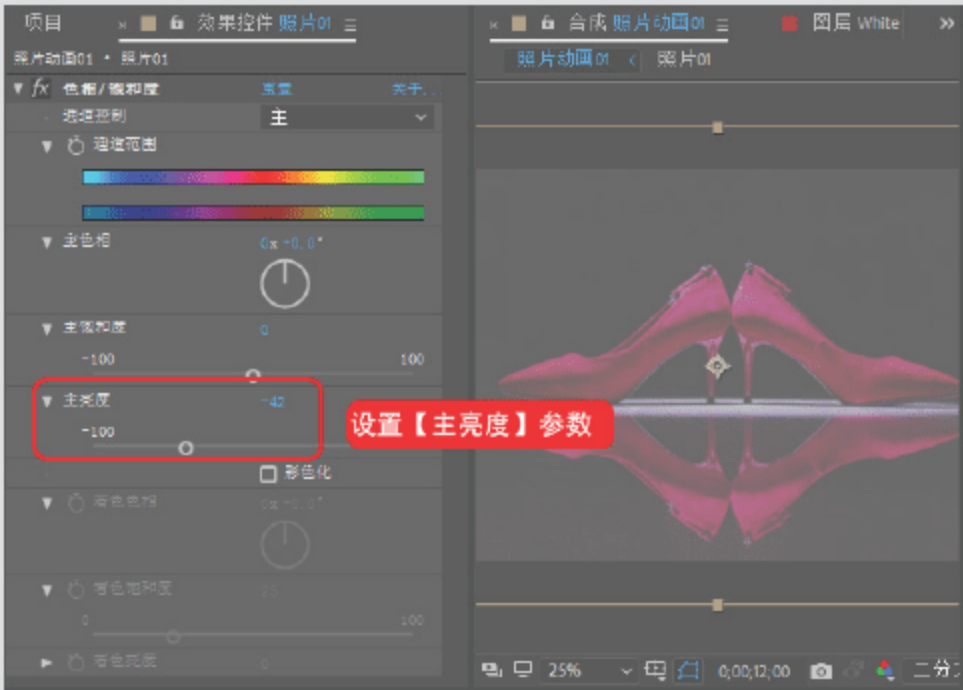 项目
效果控件 照片01
合成 照片动画01
图层 White
照片动画01 • 照片01
照片动画01 ‹ 照片01
fx 色相/饱和度 重置 关于...
通道控制 主
通道范围
主色相 0x +0.0°
主饱和度 0
-100 100
主亮度 -42
-100
设置【主亮度】参数
彩色化
着色色相 0x +0.0°
着色饱和度 25
0 100
着色亮度 0
25% 0;00;12;00